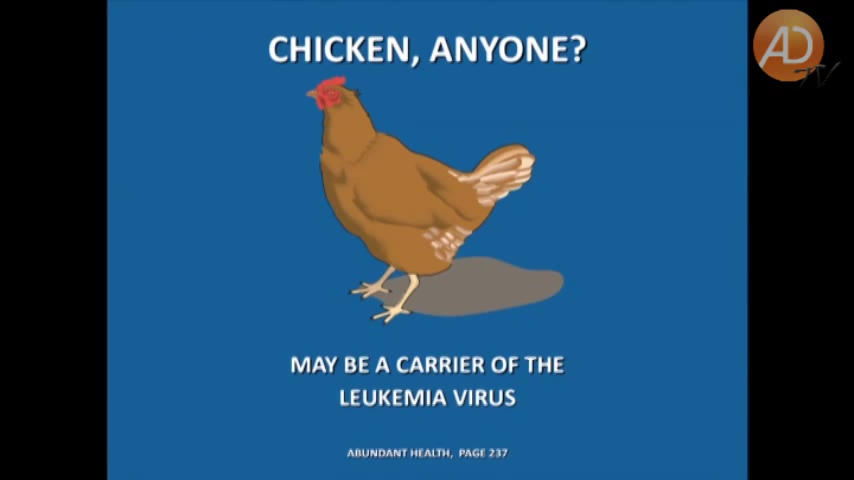 CHICKEN, ANYONE?
MAY BE A CARRIER OF THE
LEUKEMIA VIRUS
ABUNDANT HEALTH, PAGE 237
AD
TV